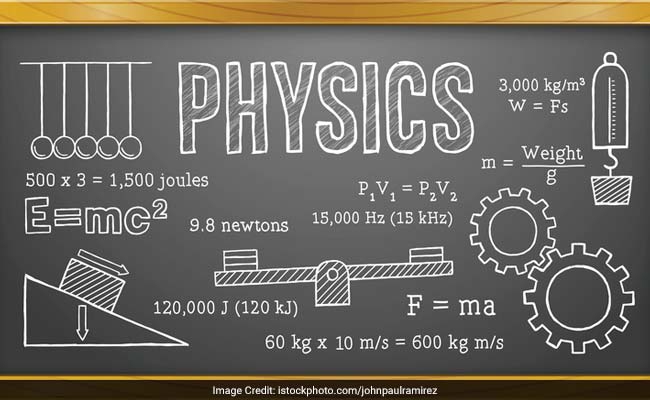 PHYSICS
3,000 kg/m³
W = Fs
m = Weight
g
500 x 3 = 1,500 joules
P₁V₁ = P₂V₂
E=mc²
9.8 newtons
15,000 Hz (15 kHz)
120,000 J (120 kJ)
F = ma
60 kg x 10 m/s = 600 kg m/s
Image Credit: istockphoto.com/johnpaulramirez